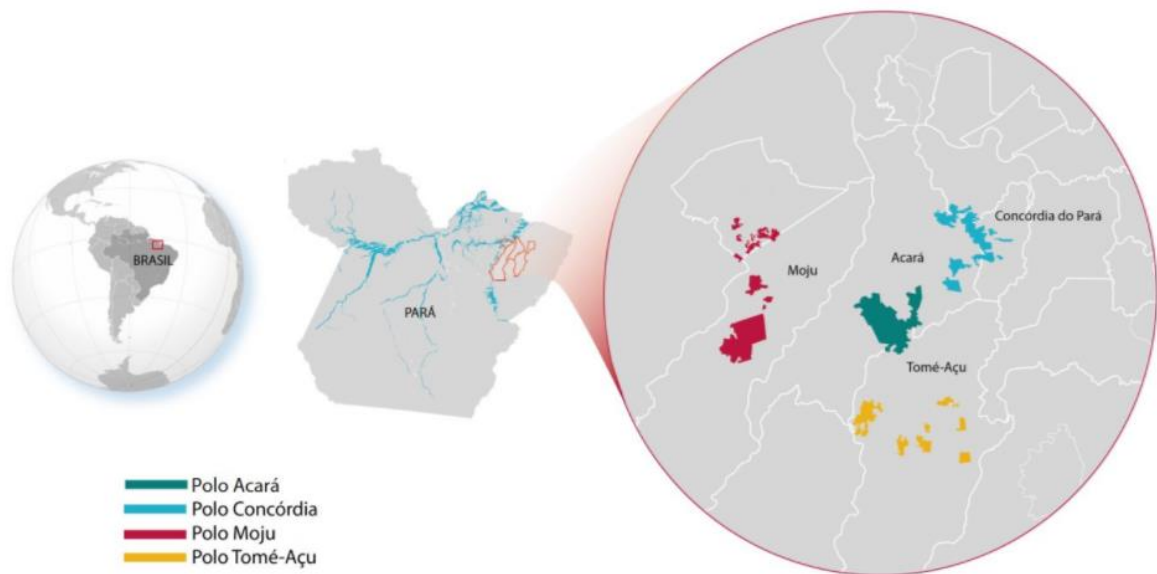 BRASIL
PARÁ
Concórdia do Pará
Acará
Moju
Tomé-Açu
Polo Acará
Polo Concórdia
Polo Moju
Polo Tomé-Açu